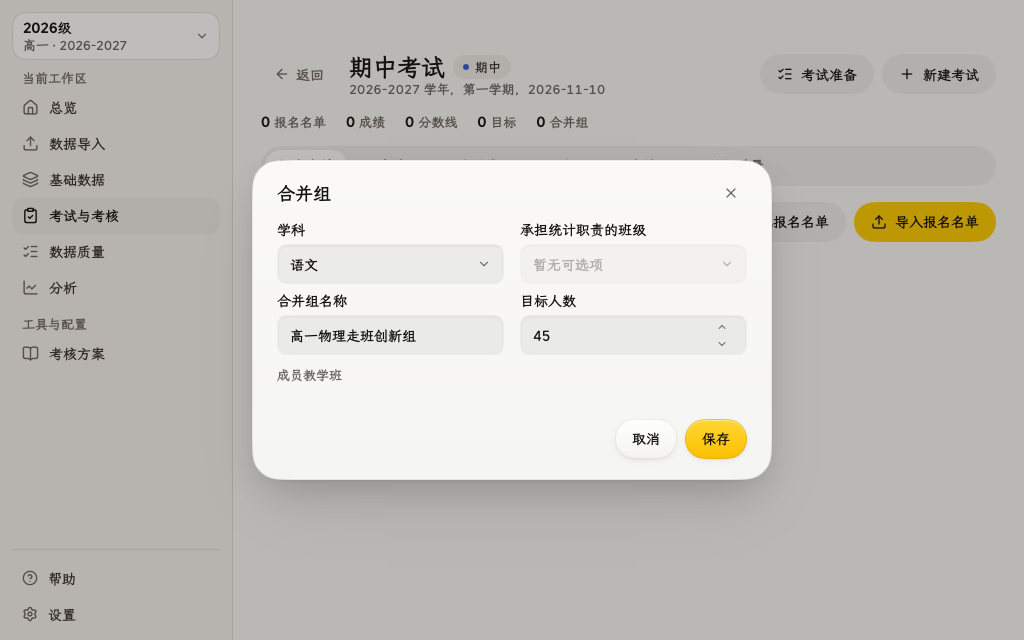 2026级
高一 · 2026-2027
当前工作区
总览
数据导入
基础数据
考试与考核
数据质量
分析
工具与配置
考核方案
帮助
设置
返回
期中考试
期中
2026-2027 学年，第一学期，2026-11-10
考试准备
新建考试
0 报名名单 0 成绩 0 分数线 0 目标 0 合并组
报名名单
导入报名名单
合并组
学科
承担统计职责的班级
语文
暂无可选项
合并组名称
目标人数
高一物理走班创新组
45
成员教学班
取消
保存